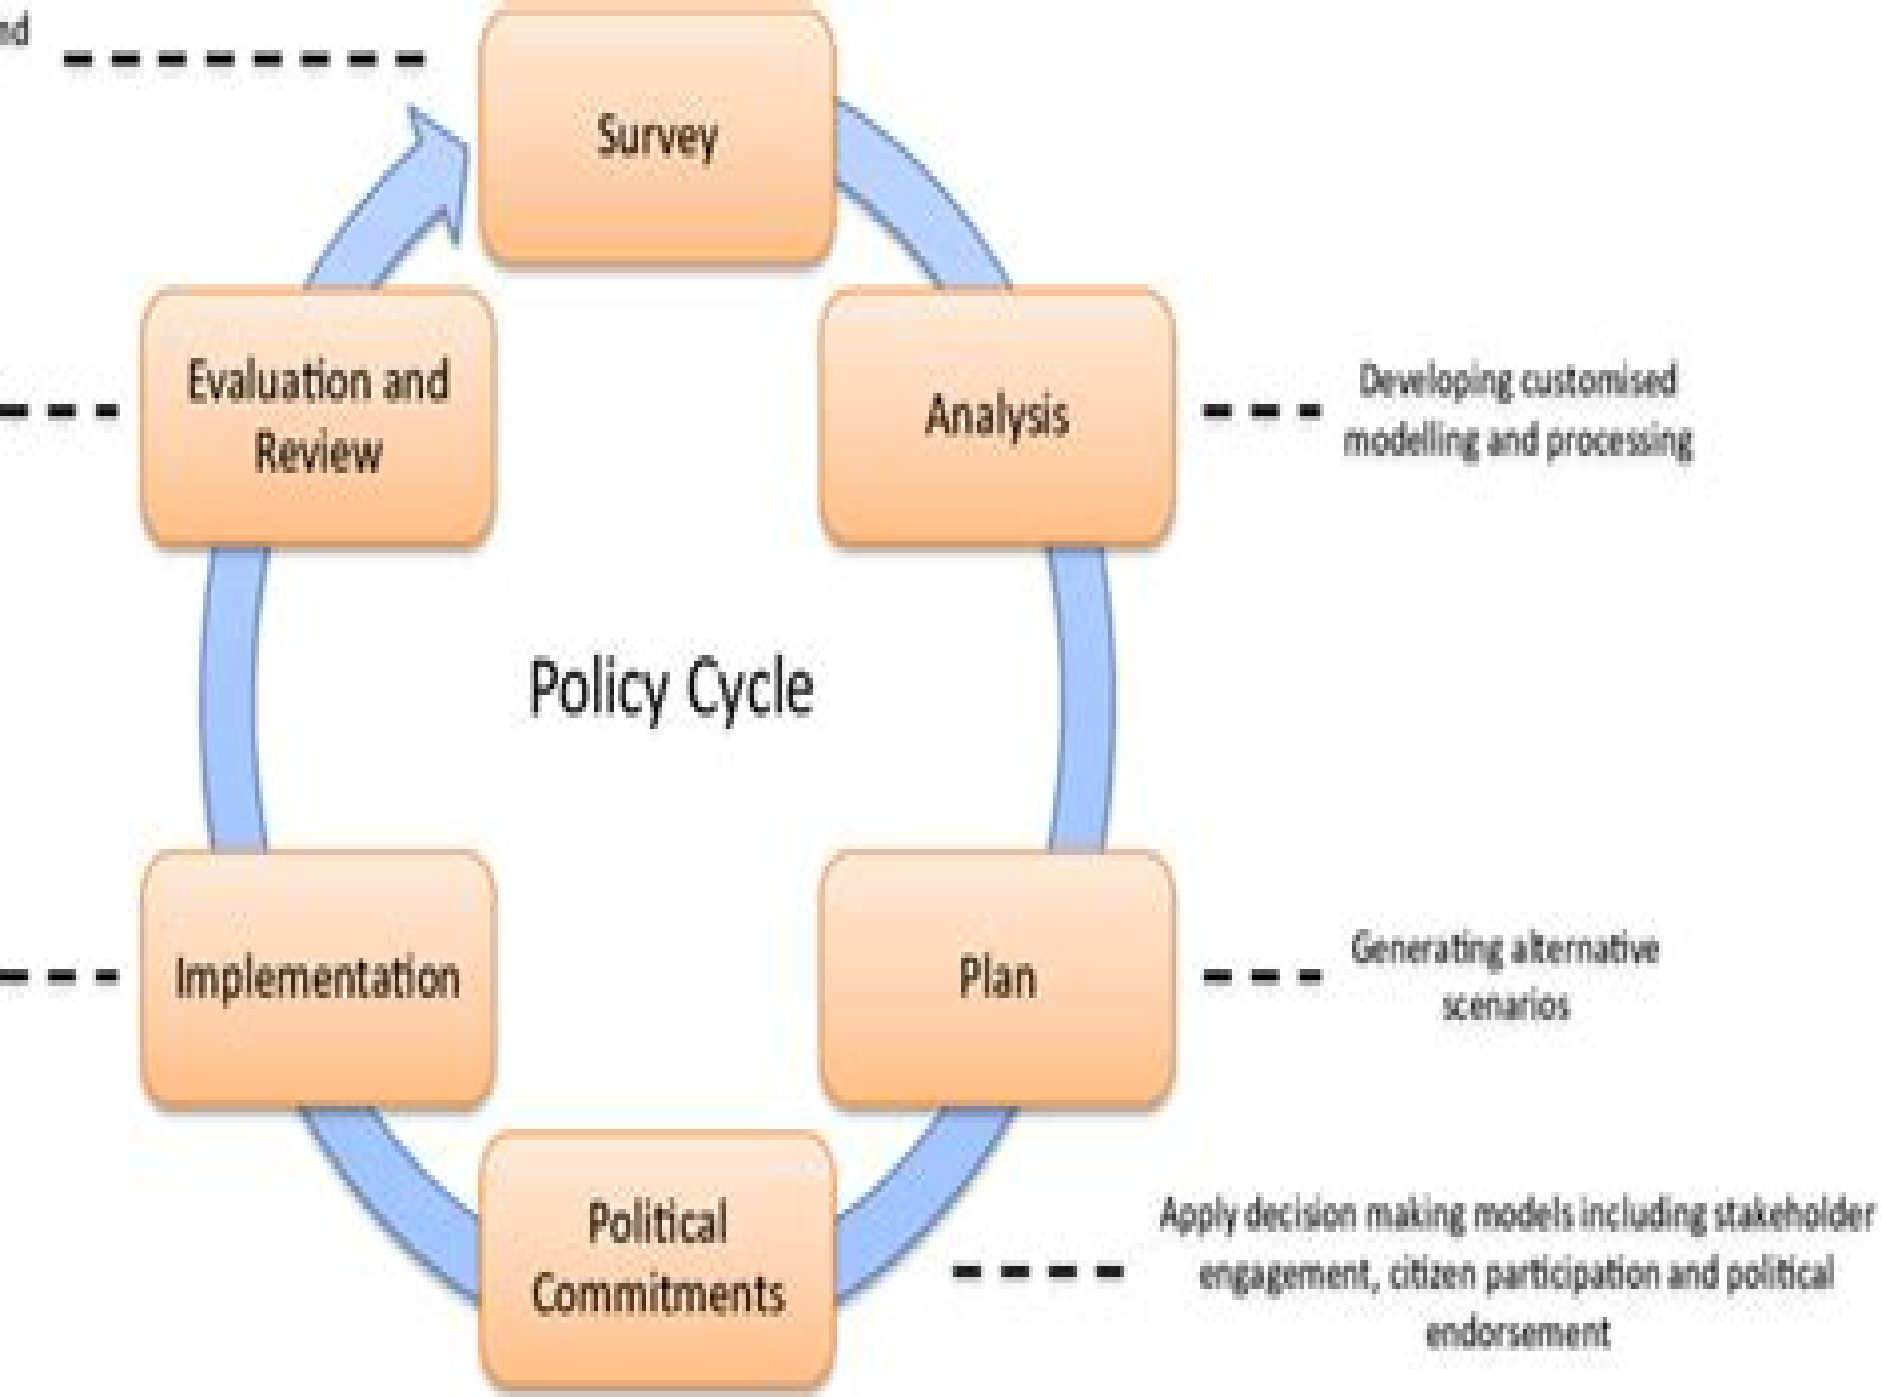 nd
Survey
Evaluation and
Review
Analysis
Developing customised
modelling and processing
Policy Cycle
Implementation
Plan
Generating alternative
scenarios
Political
Commitments
Apply decision making models including stakeholder
engagement, citizen participation and political
endorsement